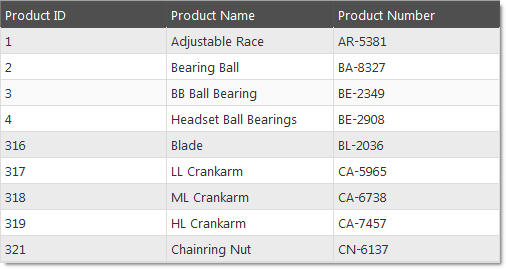 Product ID Product Name Product Number
1 Adjustable Race AR-5381
2 Bearing Ball BA-8327
3 BB Ball Bearing BE-2349
4 Headset Ball Bearings BE-2908
316 Blade BL-2036
317 LL Crankarm CA-5965
318 ML Crankarm CA-6738
319 HL Crankarm CA-7457
321 Chainring Nut CN-6137